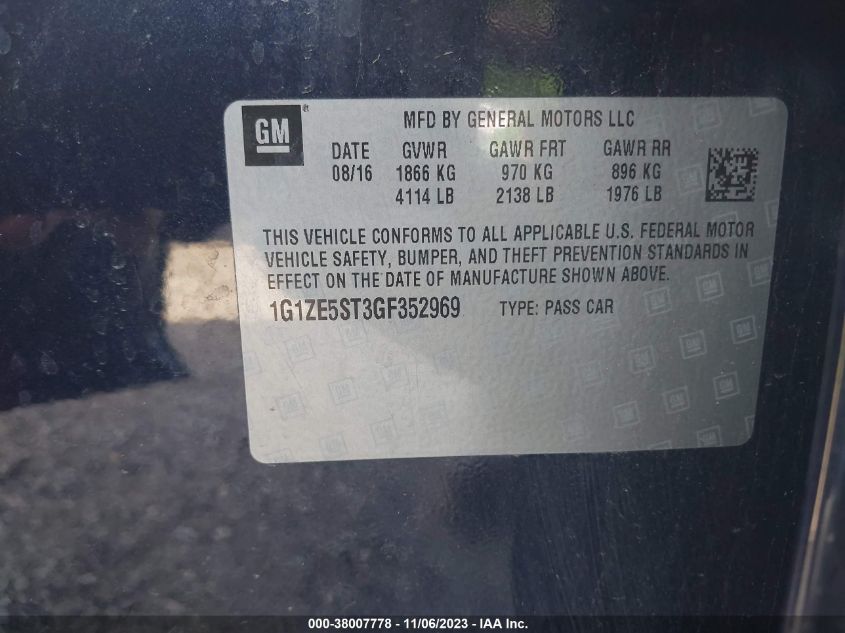 GM
MFD BY GENERAL MOTORS LLC
DATE GVWR GAWR FRT GAWR RR
08/16 1866 KG 970 KG 896 KG
4114 LB 2138 LB 1976 LB
THIS VEHICLE CONFORMS TO ALL APPLICABLE U.S. FEDERAL MOTOR
VEHICLE SAFETY, BUMPER, AND THEFT PREVENTION STANDARDS IN
EFFECT ON THE DATE OF MANUFACTURE SHOWN ABOVE.
1G1ZE5ST3GF352969 TYPE: PASS CAR
000-38007778 - 11/06/2023 - IAA Inc.